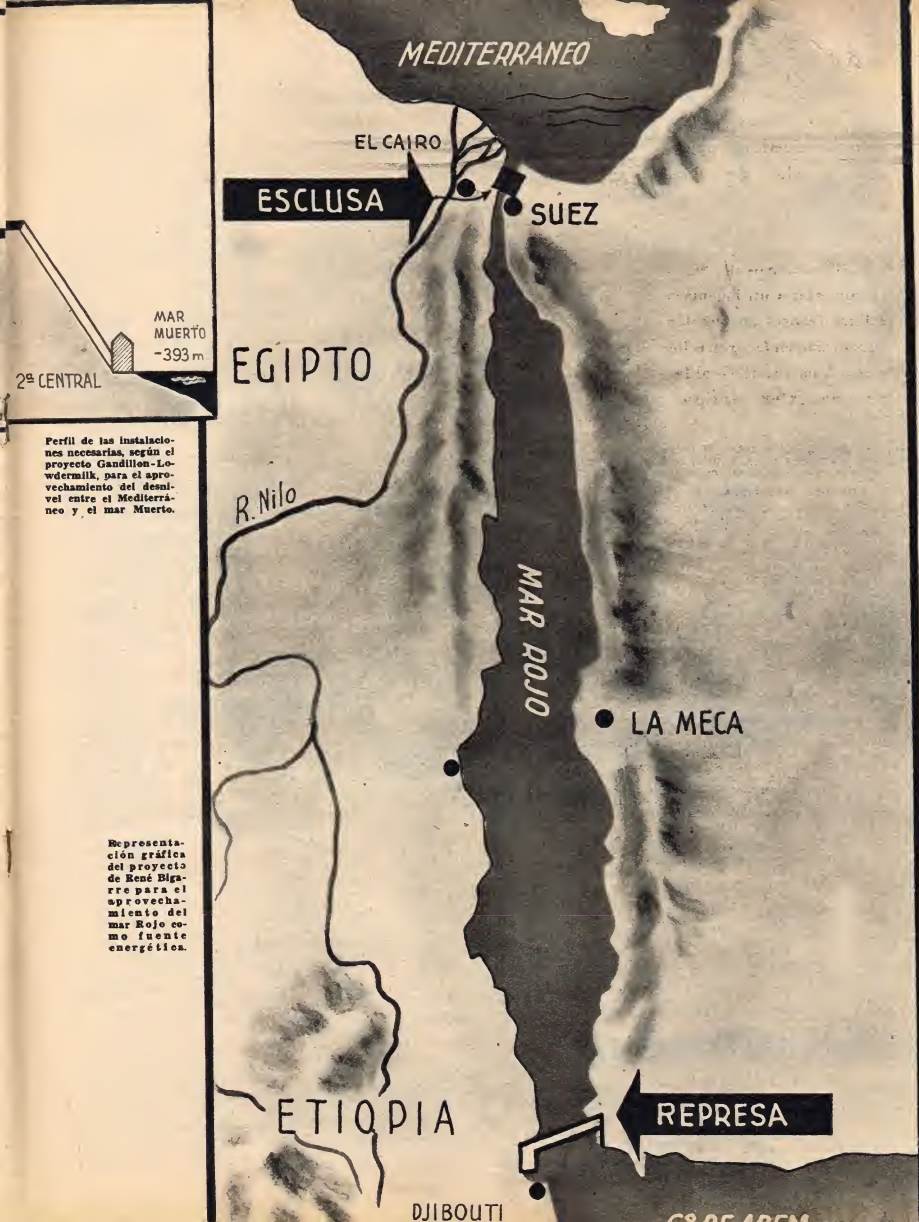 MEDITERRANEO
EL CAIRO
ESCLUSA
SUEZ
MAR
MUERTO
-393 m
2ª CENTRAL
EGIPTO
Perfil de las instalacio-
nes necesarias, según el
proyecto Gandillon-Lo-
wdermilk, para el apro-
vechamiento del desni-
vel entre el Mediterrá-
neo y el mar Muerto.
R. Nilo
MAR ROJO
LA MECA
Representa-
ción gráfica
del proyecto
de René Biga-
rre para el
aprovecha-
miento del
mar Rojo co-
mo fuente
energética.
ETIOPIA
REPRESA
DJIBOUTI
Gº DE ADEM